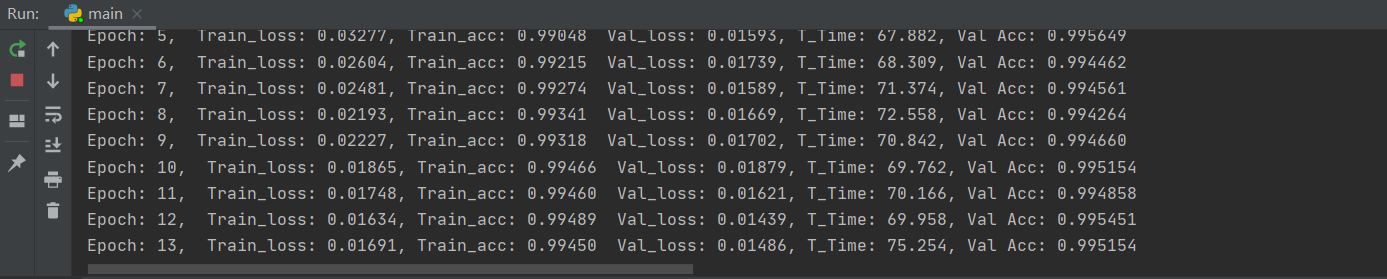 Run: main
Epoch: 5,  Train_loss: 0.03277, Train_acc: 0.99048  Val_loss: 0.01593, T_Time: 67.882, Val Acc: 0.995649
Epoch: 6,  Train_loss: 0.02604, Train_acc: 0.99215  Val_loss: 0.01739, T_Time: 68.309, Val Acc: 0.994462
Epoch: 7,  Train_loss: 0.02481, Train_acc: 0.99274  Val_loss: 0.01589, T_Time: 71.374, Val Acc: 0.994561
Epoch: 8,  Train_loss: 0.02193, Train_acc: 0.99341  Val_loss: 0.01669, T_Time: 72.558, Val Acc: 0.994264
Epoch: 9,  Train_loss: 0.02227, Train_acc: 0.99318  Val_loss: 0.01702, T_Time: 70.842, Val Acc: 0.994660
Epoch: 10,  Train_loss: 0.01865, Train_acc: 0.99466  Val_loss: 0.01879, T_Time: 69.762, Val Acc: 0.995154
Epoch: 11,  Train_loss: 0.01748, Train_acc: 0.99460  Val_loss: 0.01621, T_Time: 70.166, Val Acc: 0.994858
Epoch: 12,  Train_loss: 0.01634, Train_acc: 0.99489  Val_loss: 0.01439, T_Time: 69.958, Val Acc: 0.995451
Epoch: 13,  Train_loss: 0.01691, Train_acc: 0.99450  Val_loss: 0.01486, T_Time: 75.254, Val Acc: 0.995154